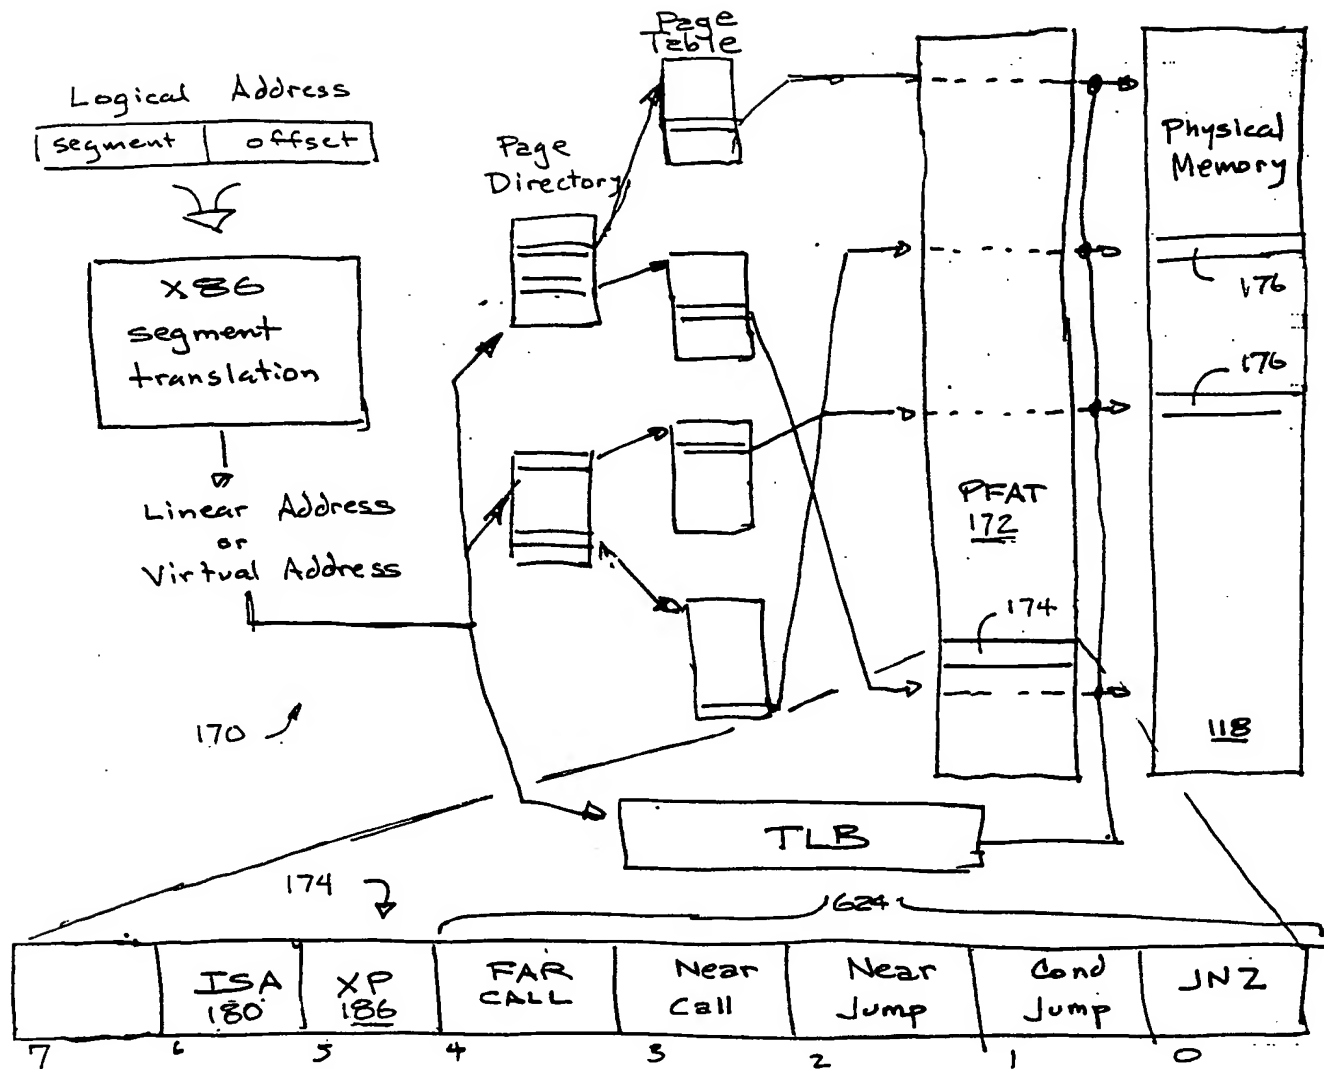 Page
Table
Logical Address
segment offset
Page
Directory
Physical
Memory
X86
segment
translation
176
176
Linear Address
or
Virtual Address
PFAT
172
174
170
118
TLB
174
624
ISA
180
XP
186
FAR
CALL
Near
Call
Near
Jump
Cond
Jump
JNZ
7 6 5 4 3 2 1 0